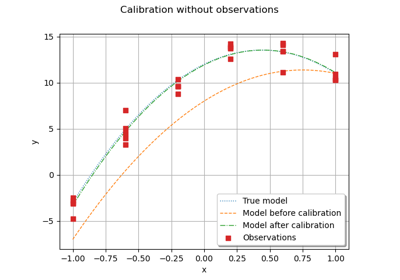 Calibration without observations
15
10
5
0
−5
y
−1.00
−0.75
−0.50
−0.25
0.00
0.25
0.50
0.75
1.00
x
True model
Model before calibration
Model after calibration
Observations